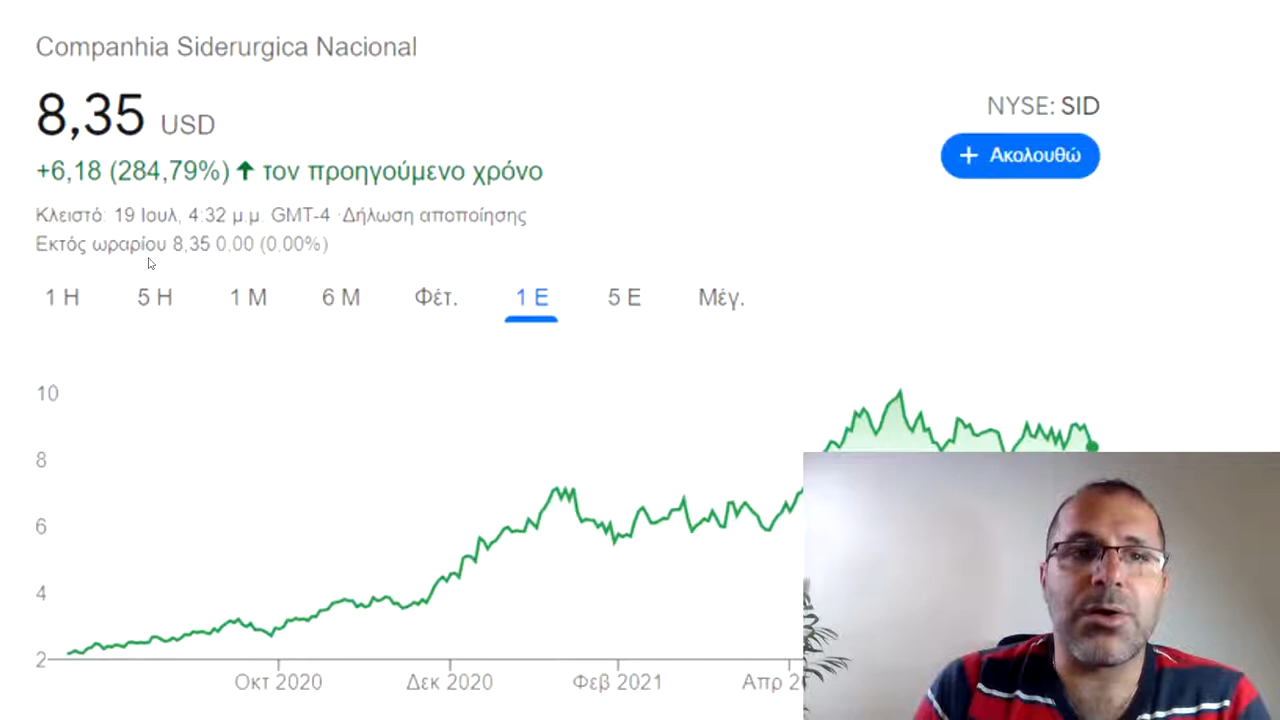 Companhia Siderurgica Nacional
8,35 USD
NYSE: SID
+ Ακολουθώ
+6,18 (284,79%) ↑ τον προηγούμενο χρόνο
Κλειστό: 19 Ιουλ, 4:32 μ.μ. GMT-4 ·Δήλωση αποποίησης
Εκτός ωραρίου 8,35 0,00 (0,00%)
1 Η 5 Η 1 Μ 6 Μ Φέτ. 1 Ε 5 Ε Μέγ.
10
8
6
4
2
Οκτ 2020 Δεκ 2020 Φεβ 2021 Απρ